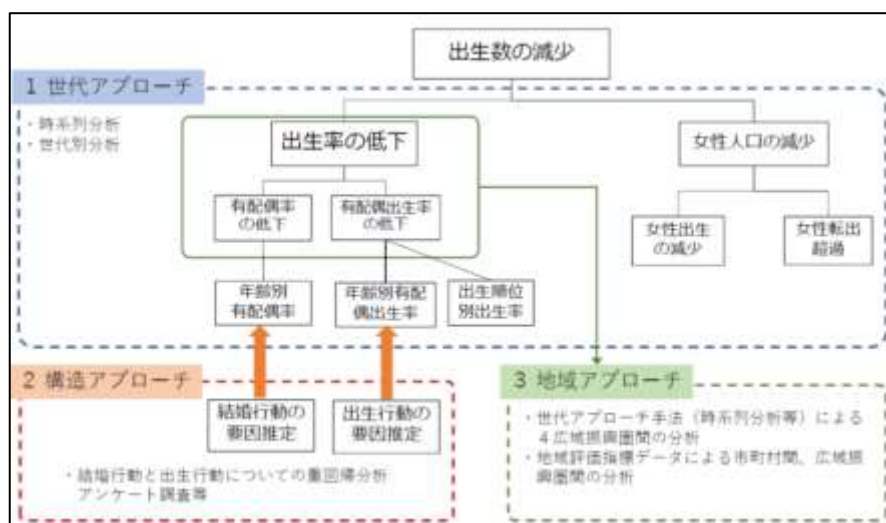 出生数の減少
1 世代アプローチ
・時系列分析
・世代別分析
出生率の低下
女性人口の減少
有配偶率
の低下
有配偶出生率
の低下
女性出生
の減少
女性転出
超過
年齢別
有配偶率
年齢別有配
偶出生率
出生順位
別出生率
2 構造アプローチ
結婚行動の
要因推定
出生行動の
要因推定
・結婚行動と出生行動についての重回帰分析
アンケート調査等
3 地域アプローチ
・世代アプローチ手法（時系列分析等）による
４広域振興圏間の分析
・地域評価指標データによる市町村間、広域振
興圏間の分析